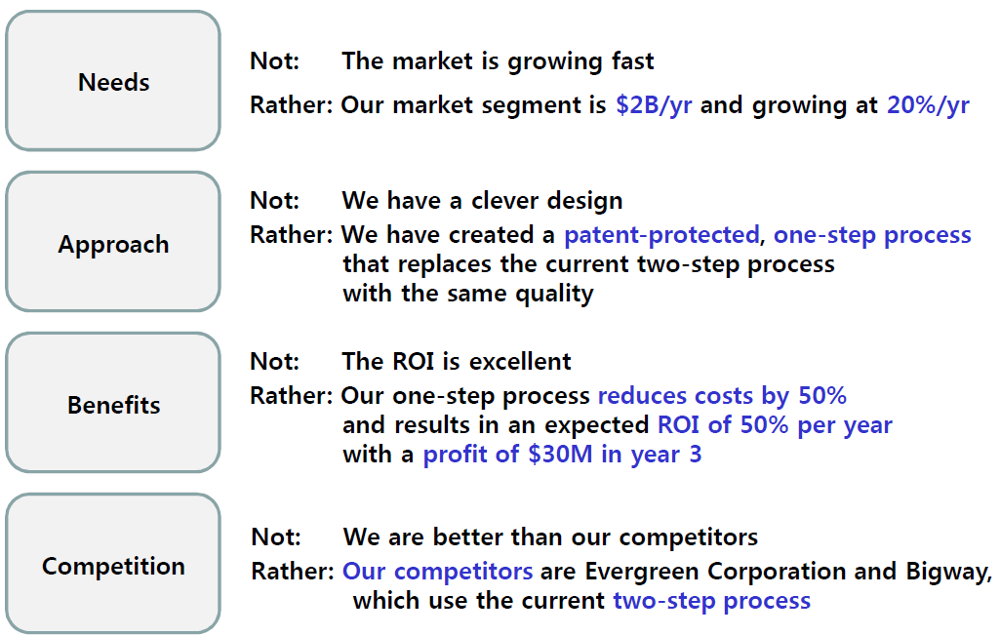 Needs
Not: The market is growing fast
Rather: Our market segment is $2B/yr and growing at 20%/yr
Approach
Not: We have a clever design
Rather: We have created a patent-protected, one-step process
that replaces the current two-step process
with the same quality
Benefits
Not: The ROI is excellent
Rather: Our one-step process reduces costs by 50%
and results in an expected ROI of 50% per year
with a profit of $30M in year 3
Competition
Not: We are better than our competitors
Rather: Our competitors are Evergreen Corporation and Bigway,
which use the current two-step process